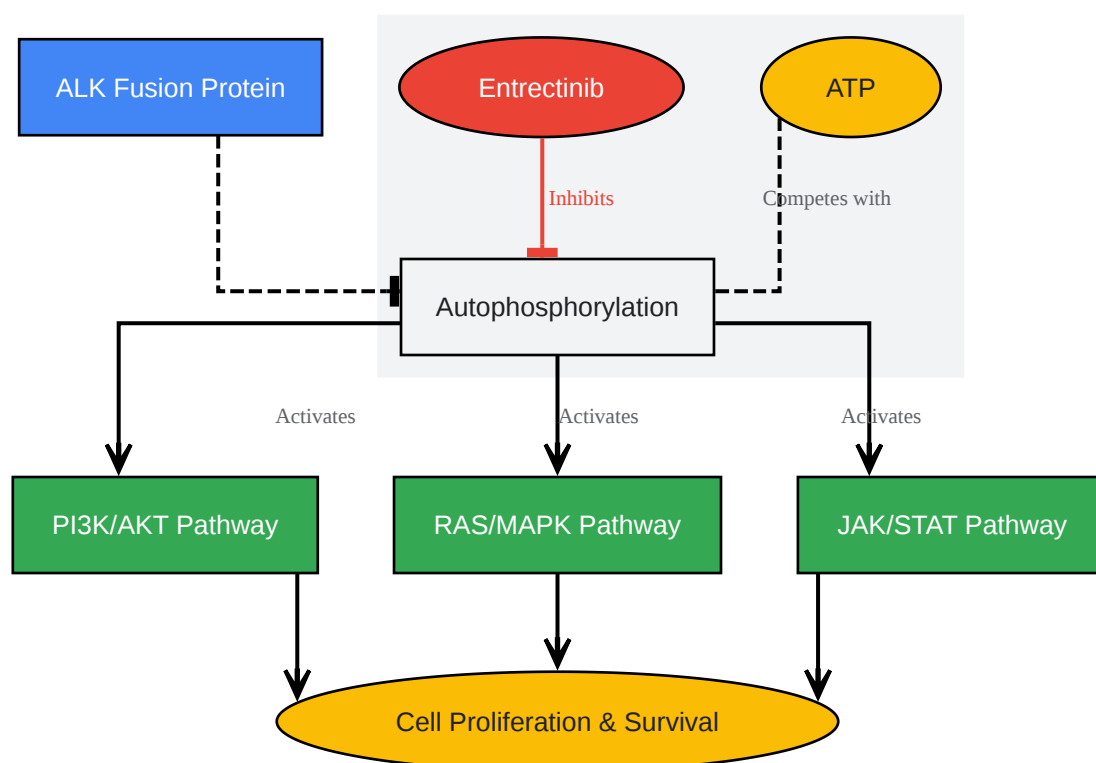 ALK Fusion Protein
Entrectinib
ATP
Inhibits
Competes with
Autophosphorylation
Activates
Activates
Activates
PI3K/AKT Pathway
RAS/MAPK Pathway
JAK/STAT Pathway
Cell Proliferation & Survival